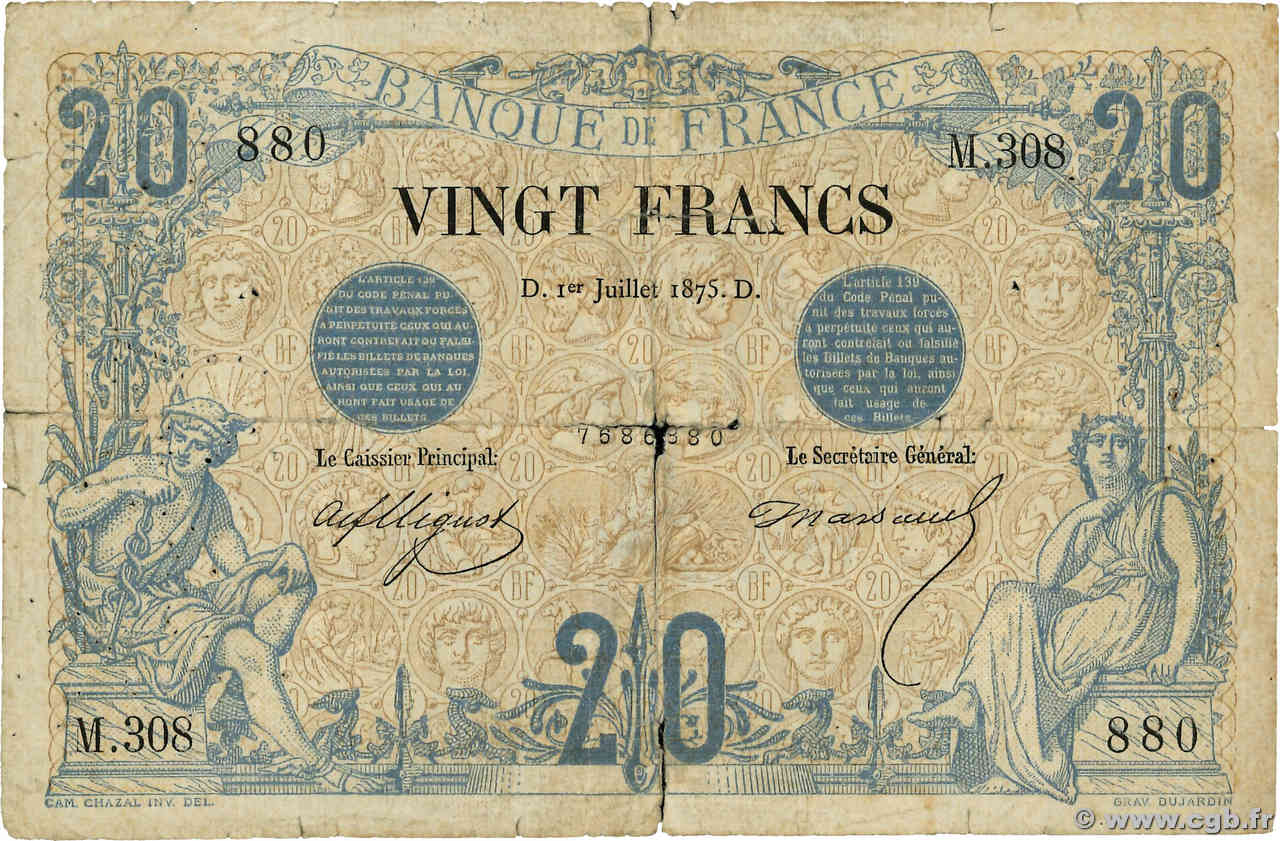 BANQUE DE FRANCE
20 20
880 M.308
VINGT FRANCS
D. 1er Juillet 1875. D.
L'ARTICLE 139
DU CODE PÉNAL PU-
NIT DES TRAVAUX FORCÉS
A PERPÉTUITÉ CEUX QUI AU-
RONT CONTREFAIT OU FALSI-
FIÉ LES BILLETS DE BANQUES
AUTORISÉES PAR LA LOI,
AINSI QUE CEUX QUI AU-
RONT FAIT USAGE DE
CES BILLETS
L'article 139
du Code Pénal pu-
nit des travaux forcés
à perpétuité ceux qui au-
ront contrefait ou falsifié
les Billets de Banques au-
torisées par la loi, ainsi
que ceux qui auront
fait usage de
ces Billets.
20 BF
7686880
Le Caissier Principal: Le Secrétaire Général:
Mignot Marsaud
20
M.308 880
CAM. CHAZAL INV. DEL. GRAV. DUJARDIN
© www.cgb.fr